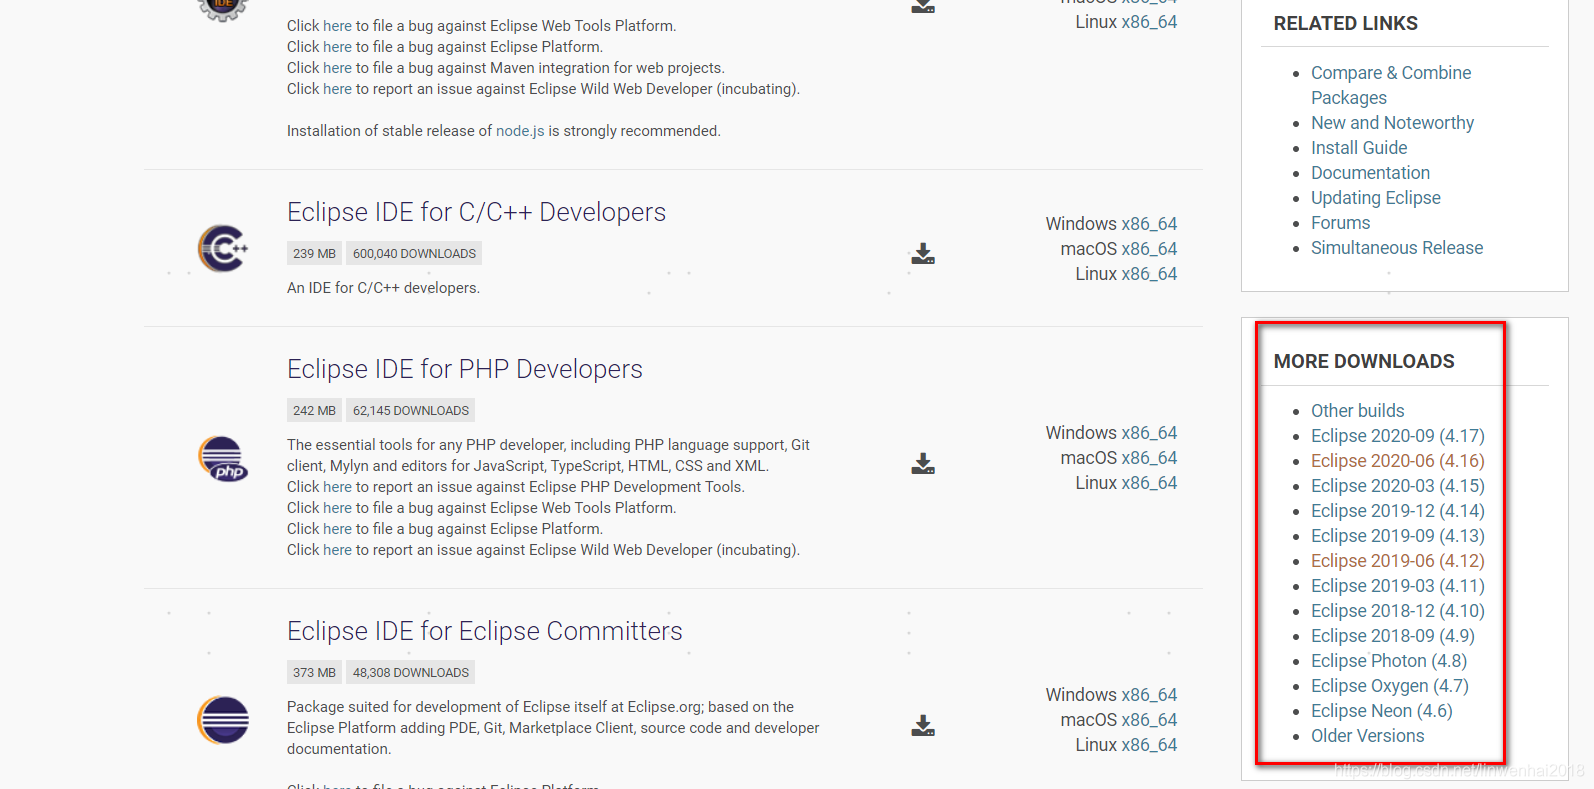 IDE
Click here to file a bug against Eclipse Web Tools Platform.
Click here to file a bug against Eclipse Platform.
Click here to file a bug against Maven integration for web projects.
Click here to report an issue against Eclipse Wild Web Developer (incubating).
Installation of stable release of node.js is strongly recommended.
macOS x86_64
Linux x86_64
Eclipse IDE for C/C++ Developers
239 MB 600,040 DOWNLOADS
An IDE for C/C++ developers.
C++
Windows x86_64
macOS x86_64
Linux x86_64
Eclipse IDE for PHP Developers
242 MB 62,145 DOWNLOADS
The essential tools for any PHP developer, including PHP language support, Git
client, Mylyn and editors for JavaScript, TypeScript, HTML, CSS and XML.
Click here to report an issue against Eclipse PHP Development Tools.
Click here to file a bug against Eclipse Web Tools Platform.
Click here to file a bug against Eclipse Platform.
Click here to report an issue against Eclipse Wild Web Developer (incubating).
php
Windows x86_64
macOS x86_64
Linux x86_64
Eclipse IDE for Eclipse Committers
373 MB 48,308 DOWNLOADS
Package suited for development of Eclipse itself at Eclipse.org; based on the
Eclipse Platform adding PDE, Git, Marketplace Client, source code and developer
documentation.
Click here to file a bug against Eclipse Platform.
Windows x86_64
macOS x86_64
Linux x86_64
RELATED LINKS
Compare & Combine
Packages
New and Noteworthy
Install Guide
Documentation
Updating Eclipse
Forums
Simultaneous Release
MORE DOWNLOADS
Other builds
Eclipse 2020-09 (4.17)
Eclipse 2020-06 (4.16)
Eclipse 2020-03 (4.15)
Eclipse 2019-12 (4.14)
Eclipse 2019-09 (4.13)
Eclipse 2019-06 (4.12)
Eclipse 2019-03 (4.11)
Eclipse 2018-12 (4.10)
Eclipse 2018-09 (4.9)
Eclipse Photon (4.8)
Eclipse Oxygen (4.7)
Eclipse Neon (4.6)
Older Versions
https://blog.csdn.net/linwenhai2018